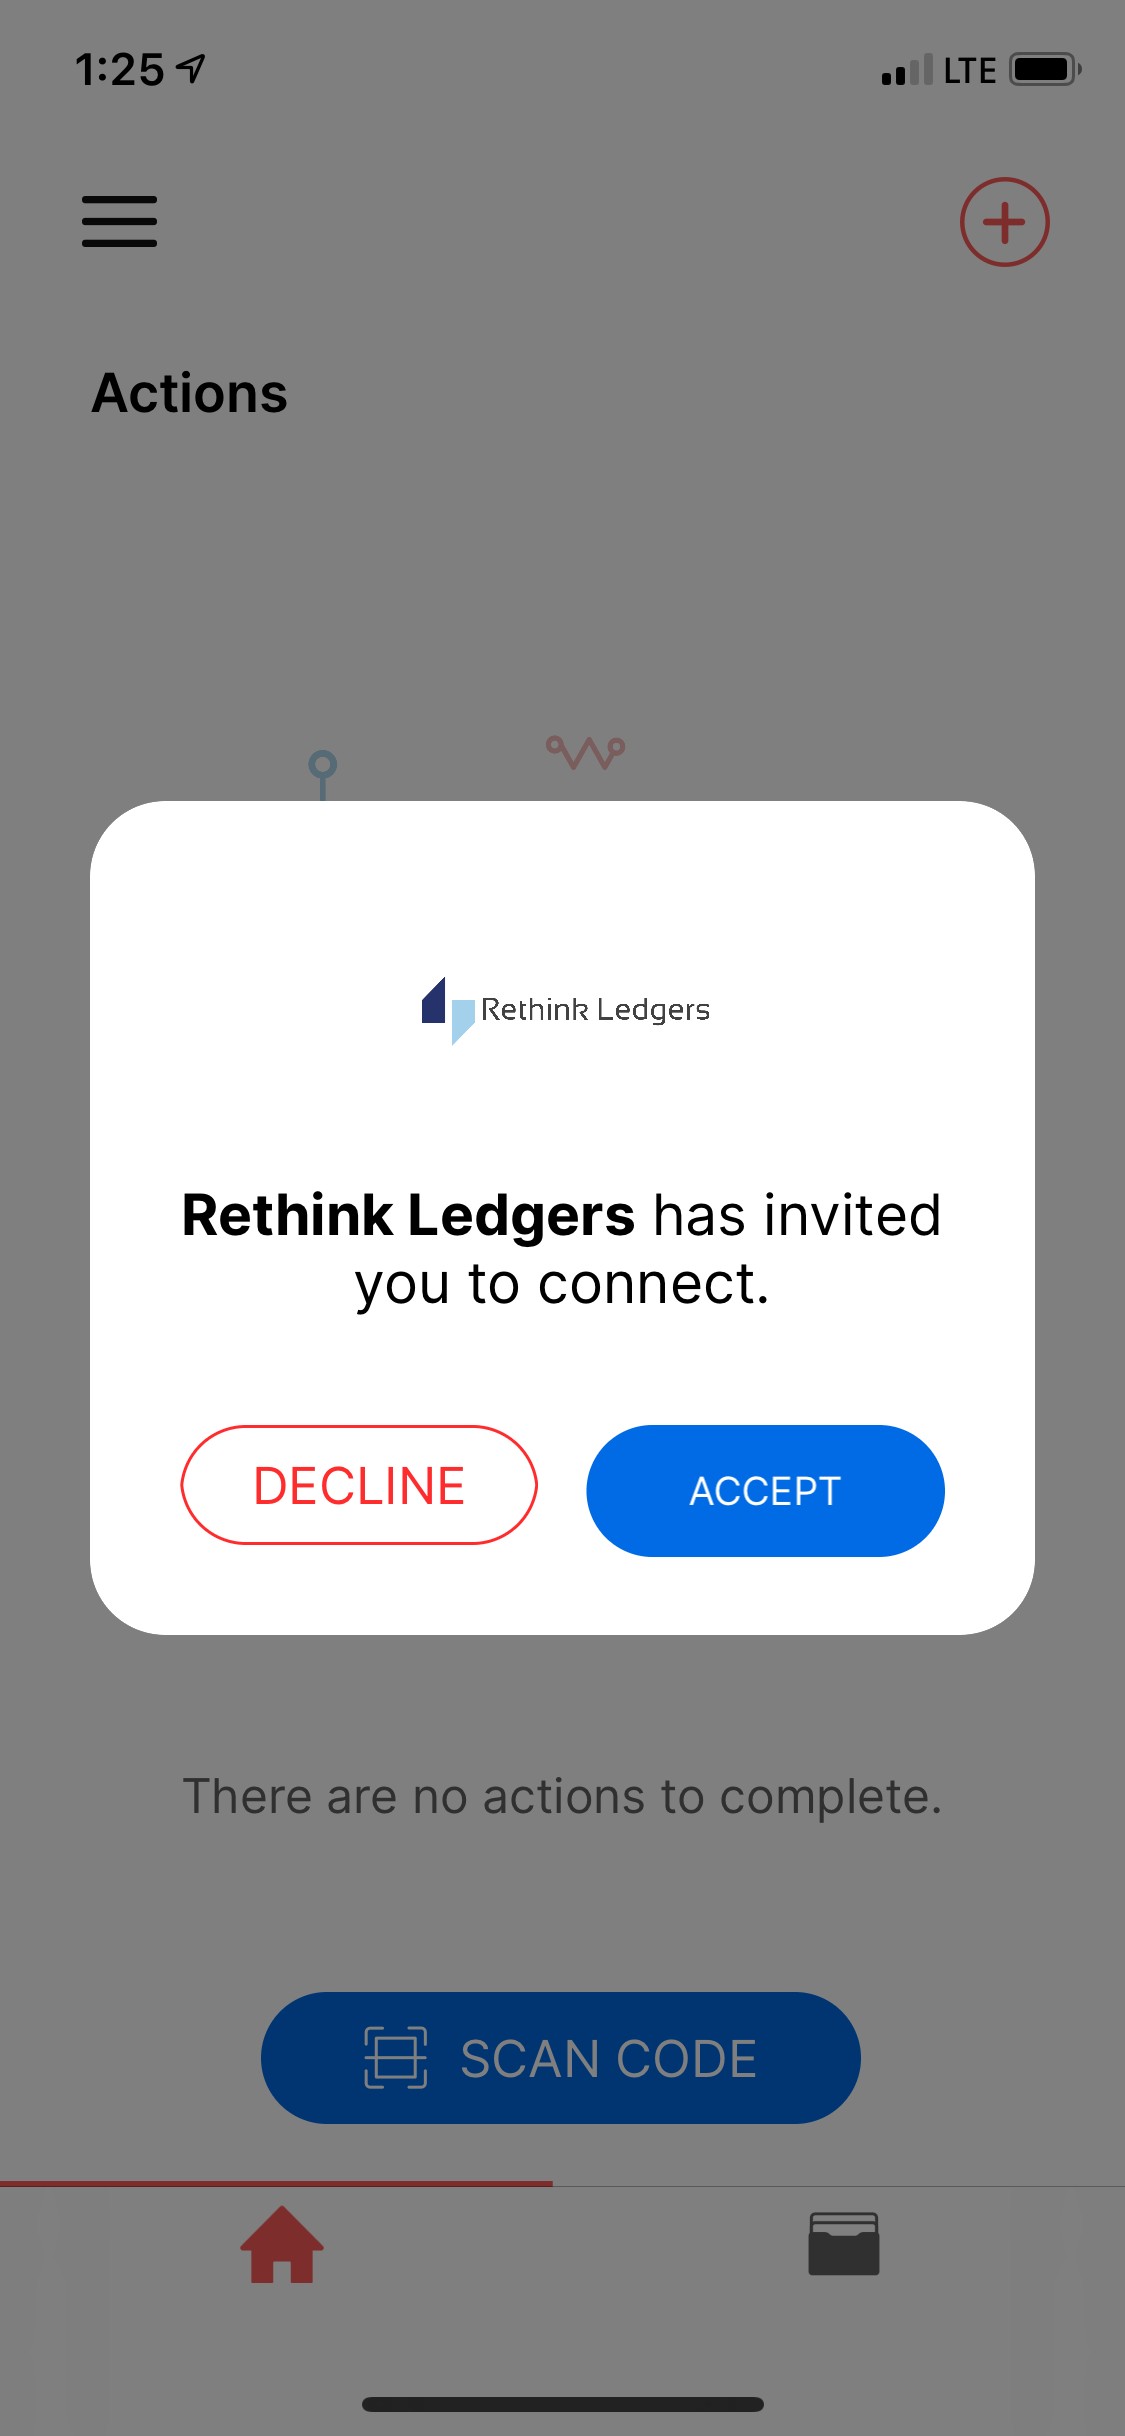 1:25
LTE
Actions
Rethink Ledgers
Rethink Ledgers has invited
you to connect.
DECLINE
ACCEPT
There are no actions to complete.
SCAN CODE